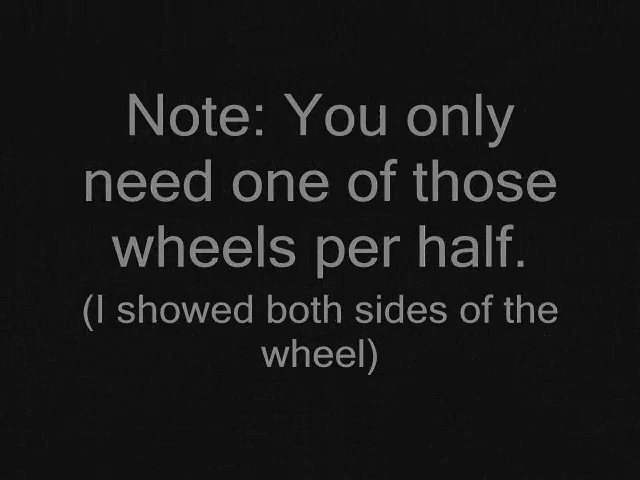 Note: You only
need one of those
wheels per half.
(I showed both sides of the
wheel)